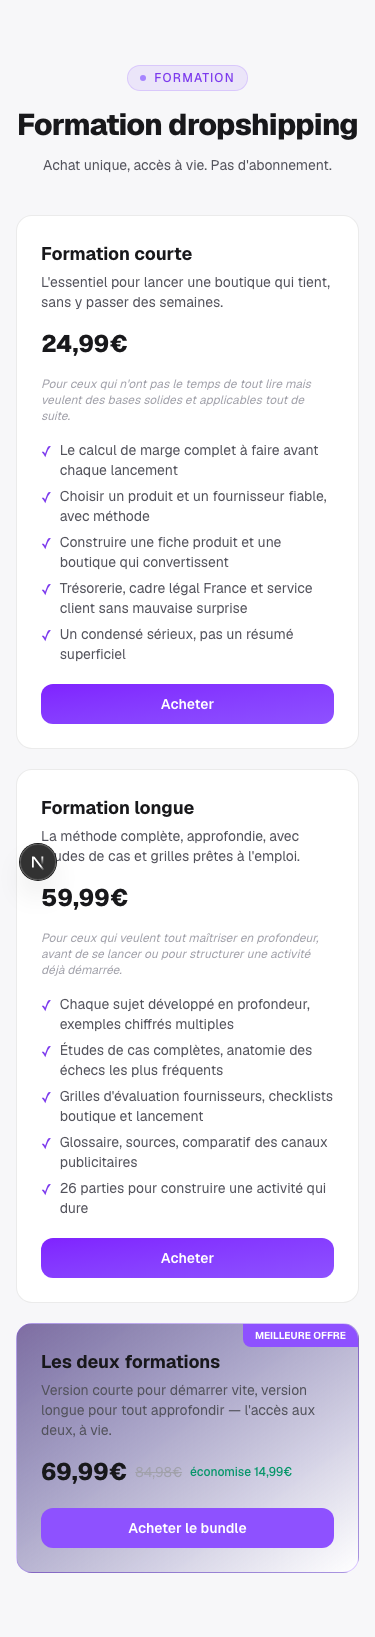 FORMATION
Formation dropshipping
Achat unique, accès à vie. Pas d'abonnement.
Formation courte
L'essentiel pour lancer une boutique qui tient,
sans y passer des semaines.
24,99€
Pour ceux qui n'ont pas le temps de tout lire mais
veulent des bases solides et applicables tout de
suite.
✓ Le calcul de marge complet à faire avant
chaque lancement
✓ Choisir un produit et un fournisseur fiable,
avec méthode
✓ Construire une fiche produit et une
boutique qui convertissent
✓ Trésorerie, cadre légal France et service
client sans mauvaise surprise
✓ Un condensé sérieux, pas un résumé
superficiel
Acheter
Formation longue
La méthode complète, approfondie, avec
udes de cas et grilles prêtes à l'emploi.
N
59,99€
Pour ceux qui veulent tout maîtriser en profondeur,
avant de se lancer ou pour structurer une activité
déjà démarrée.
✓ Chaque sujet développé en profondeur,
exemples chiffrés multiples
✓ Études de cas complètes, anatomie des
échecs les plus fréquents
✓ Grilles d'évaluation fournisseurs, checklists
boutique et lancement
✓ Glossaire, sources, comparatif des canaux
publicitaires
✓ 26 parties pour construire une activité qui
dure
Acheter
MEILLEURE OFFRE
Les deux formations
Version courte pour démarrer vite, version
longue pour tout approfondir — l'accès aux
deux, à vie.
69,99€ 84,98€ économise 14,99€
Acheter le bundle